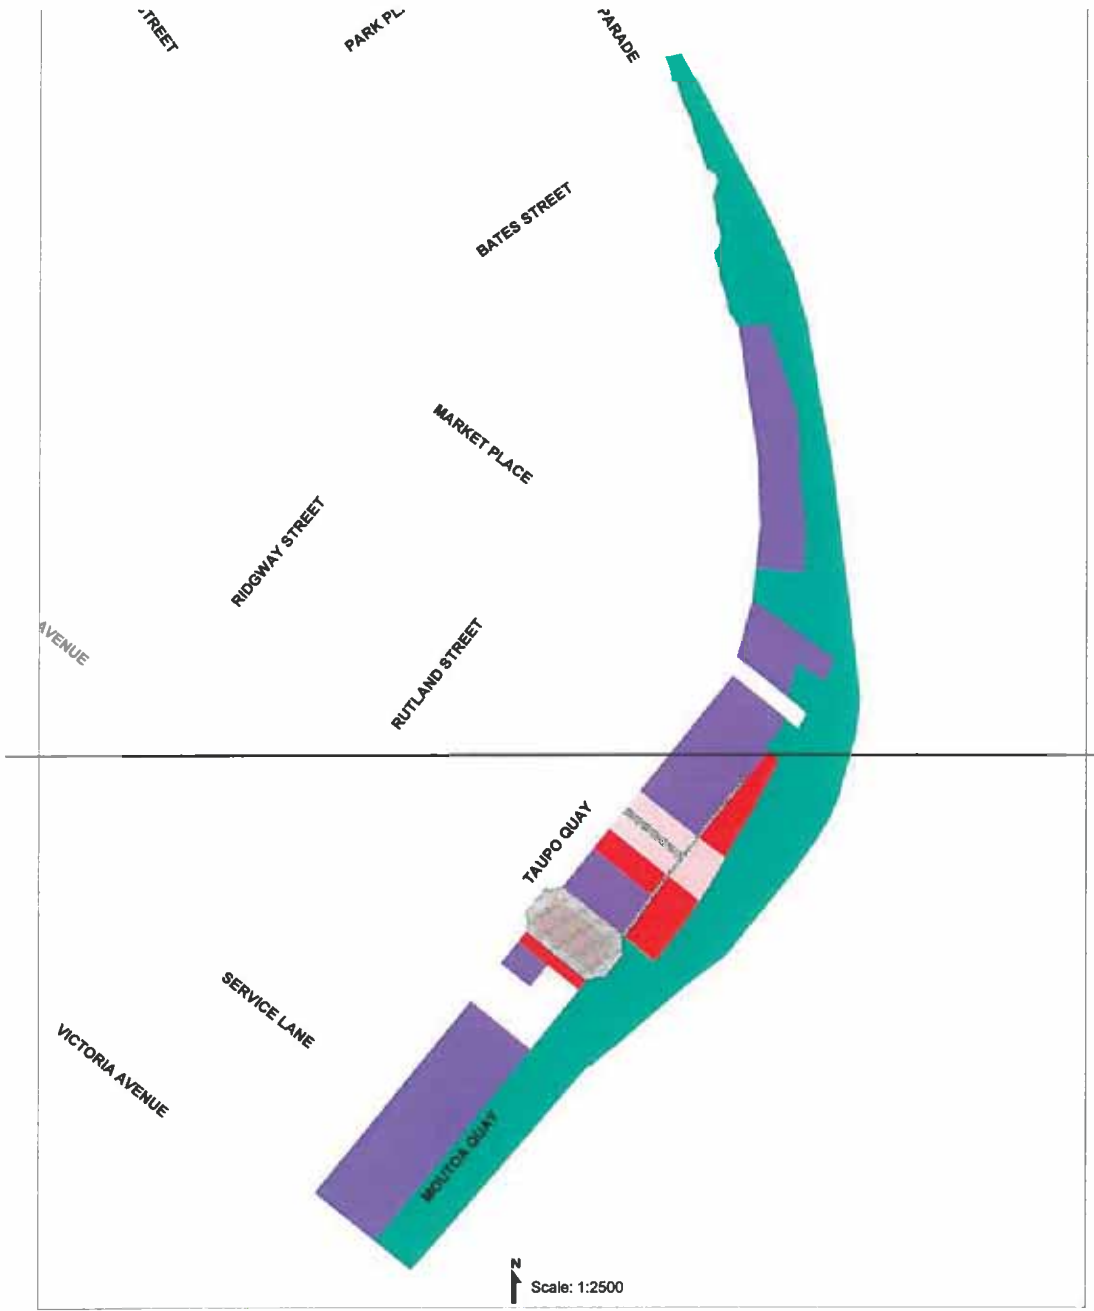 PARK PL
PARADE
BATES STREET
MARKET PLACE
RIDGWAY STREET
AVENUE
RUTLAND STREET
TAUPO QUAY
SERVICE LANE
VICTORIA AVENUE
MOUTOA QUAY
N
Scale: 1:2500